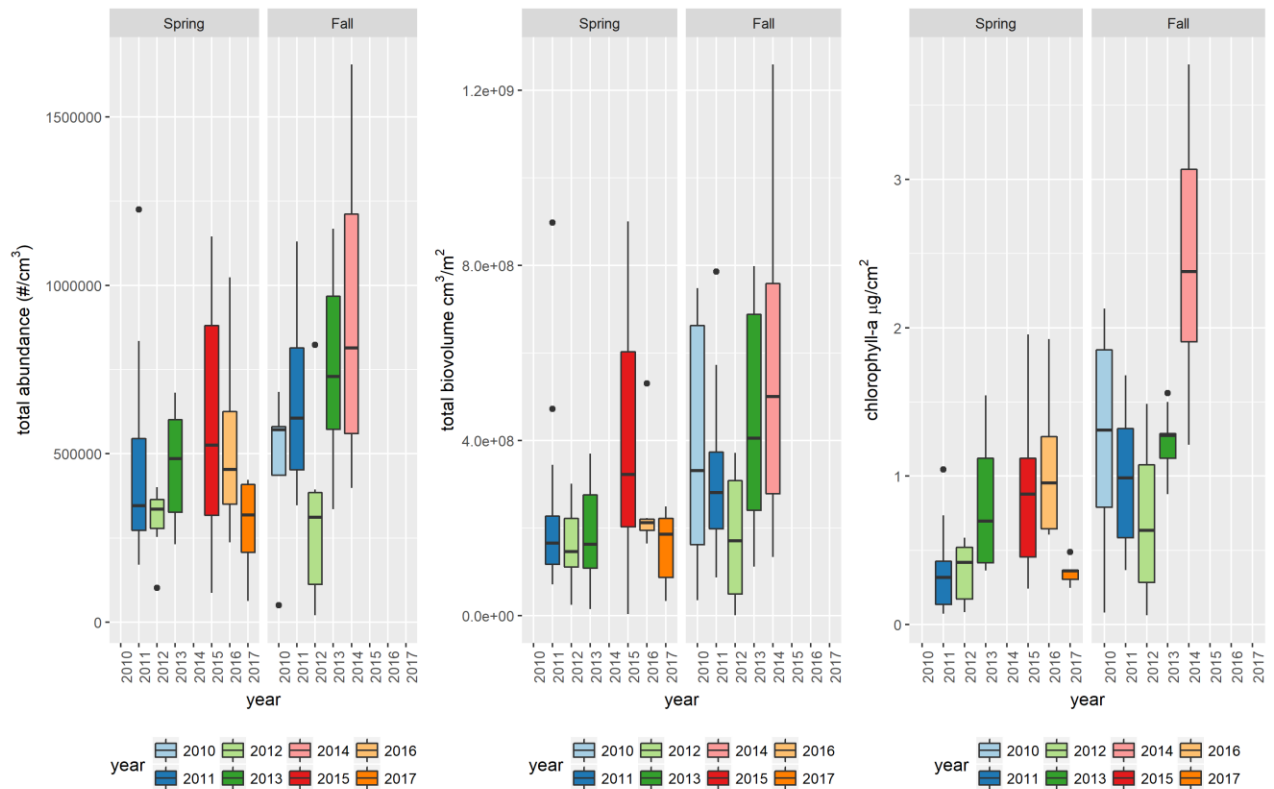 Spring Fall
total abundance (#/cm³)
1500000
1000000
500000
0
2010 2011 2012 2013 2014 2015 2016 2017 2010 2011 2012 2013 2014 2015 2016 2017
year
year 2010 2012 2014 2016
2011 2013 2015 2017
Spring Fall
total biovolume cm³/m²
1.2e+09
8.0e+08
4.0e+08
0.0e+00
2010 2011 2012 2013 2014 2015 2016 2017 2010 2011 2012 2013 2014 2015 2016 2017
year
year 2010 2012 2014 2016
2011 2013 2015 2017
Spring Fall
chlorophyll-a μg/cm²
3
2
1
0
2010 2011 2012 2013 2014 2015 2016 2017 2010 2011 2012 2013 2014 2015 2016 2017
year
year 2010 2012 2014 2016
2011 2013 2015 2017